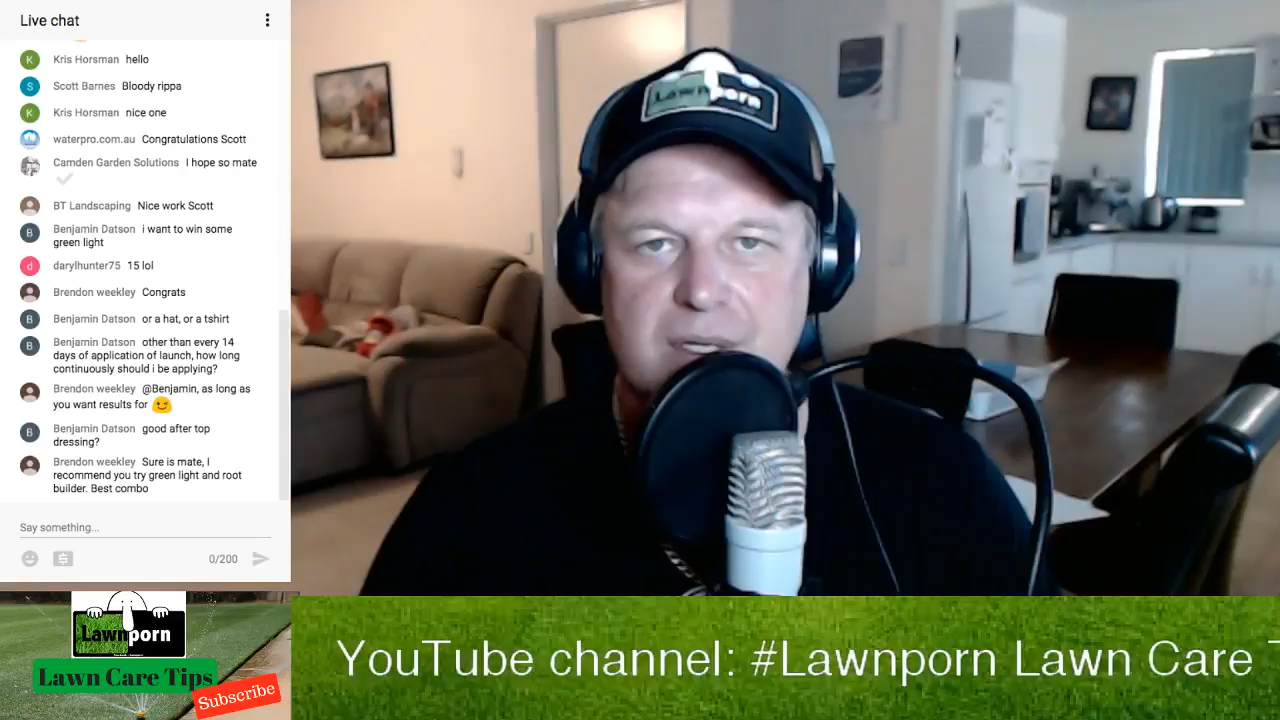 Live chat
Kris Horsman hello
Scott Barnes Bloody rippa
Kris Horsman nice one
waterpro.com.au Congratulations Scott
Camden Garden Solutions I hope so mate
BT Landscaping Nice work Scott
Benjamin Datson i want to win some
green light
darylhunter75 15 lol
Brendon weekley Congrats
Benjamin Datson or a hat, or a tshirt
Benjamin Datson other than every 14
days of application of launch, how long
continuously should i be applying?
Brendon weekley @Benjamin, as long as
you want results for
Benjamin Datson good after top
dressing?
Brendon weekley Sure is mate, I
recommend you try green light and root
builder. Best combo
Say something...
0/200
Lawnporn
Lawnporn
Lawn Care Tips
Subscribe
YouTube channel: #Lawnporn Lawn Care T